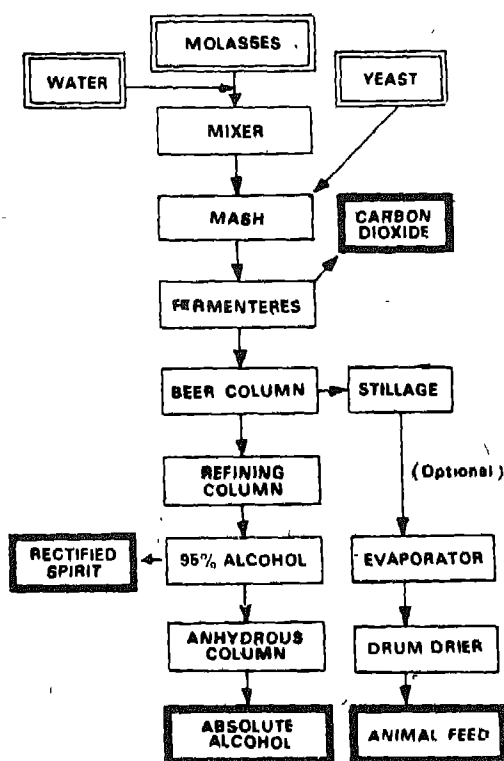 MOLASSES
WATER
YEAST
MIXER
MASH
CARBON
DIOXIDE
FERMENTERES
BEER COLUMN
STILLAGE
REFINING
COLUMN
(Optional)
RECTIFIED
SPIRIT
95% ALCOHOL
EVAPORATOR
ANHYDROUS
COLUMN
DRUM DRIER
ABSOLUTE
ALCOHOL
ANIMAL FEED